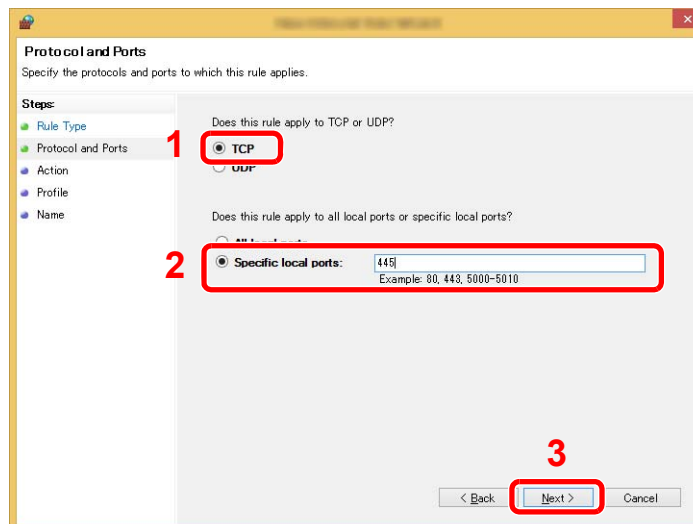 Protocol and Ports
Specify the protocols and ports to which this rule applies.
Steps:
Rule Type
Protocol and Ports
Action
Profile
Name
Does this rule apply to TCP or UDP?
1
TCP
UDP
Does this rule apply to all local ports or specific local ports?
All local ports
2
Specific local ports:
445
Example: 80, 443, 5000-5010
3
< Back
Next >
Cancel